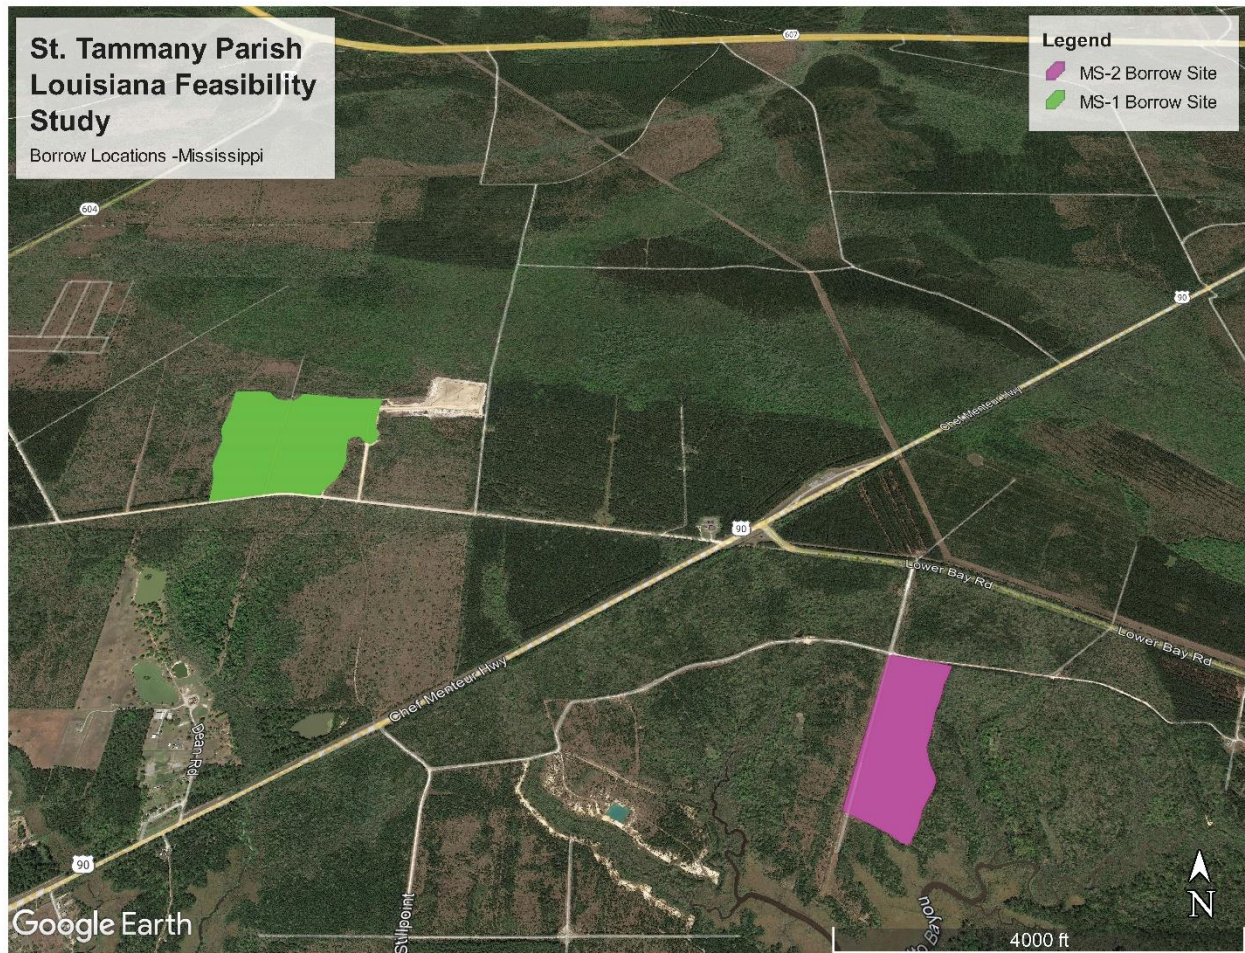 St. Tammany Parish
Louisiana Feasibility
Study
Borrow Locations -Mississippi
Legend
MS-2 Borrow Site
MS-1 Borrow Site
607
604
90
Chef Menteur Hwy
90
Lower Bay Rd
Lower Bay Rd
Chef Menteur Hwy
Gean Rd
90
Stillpoint
Bayou
N
Google Earth
4000 ft